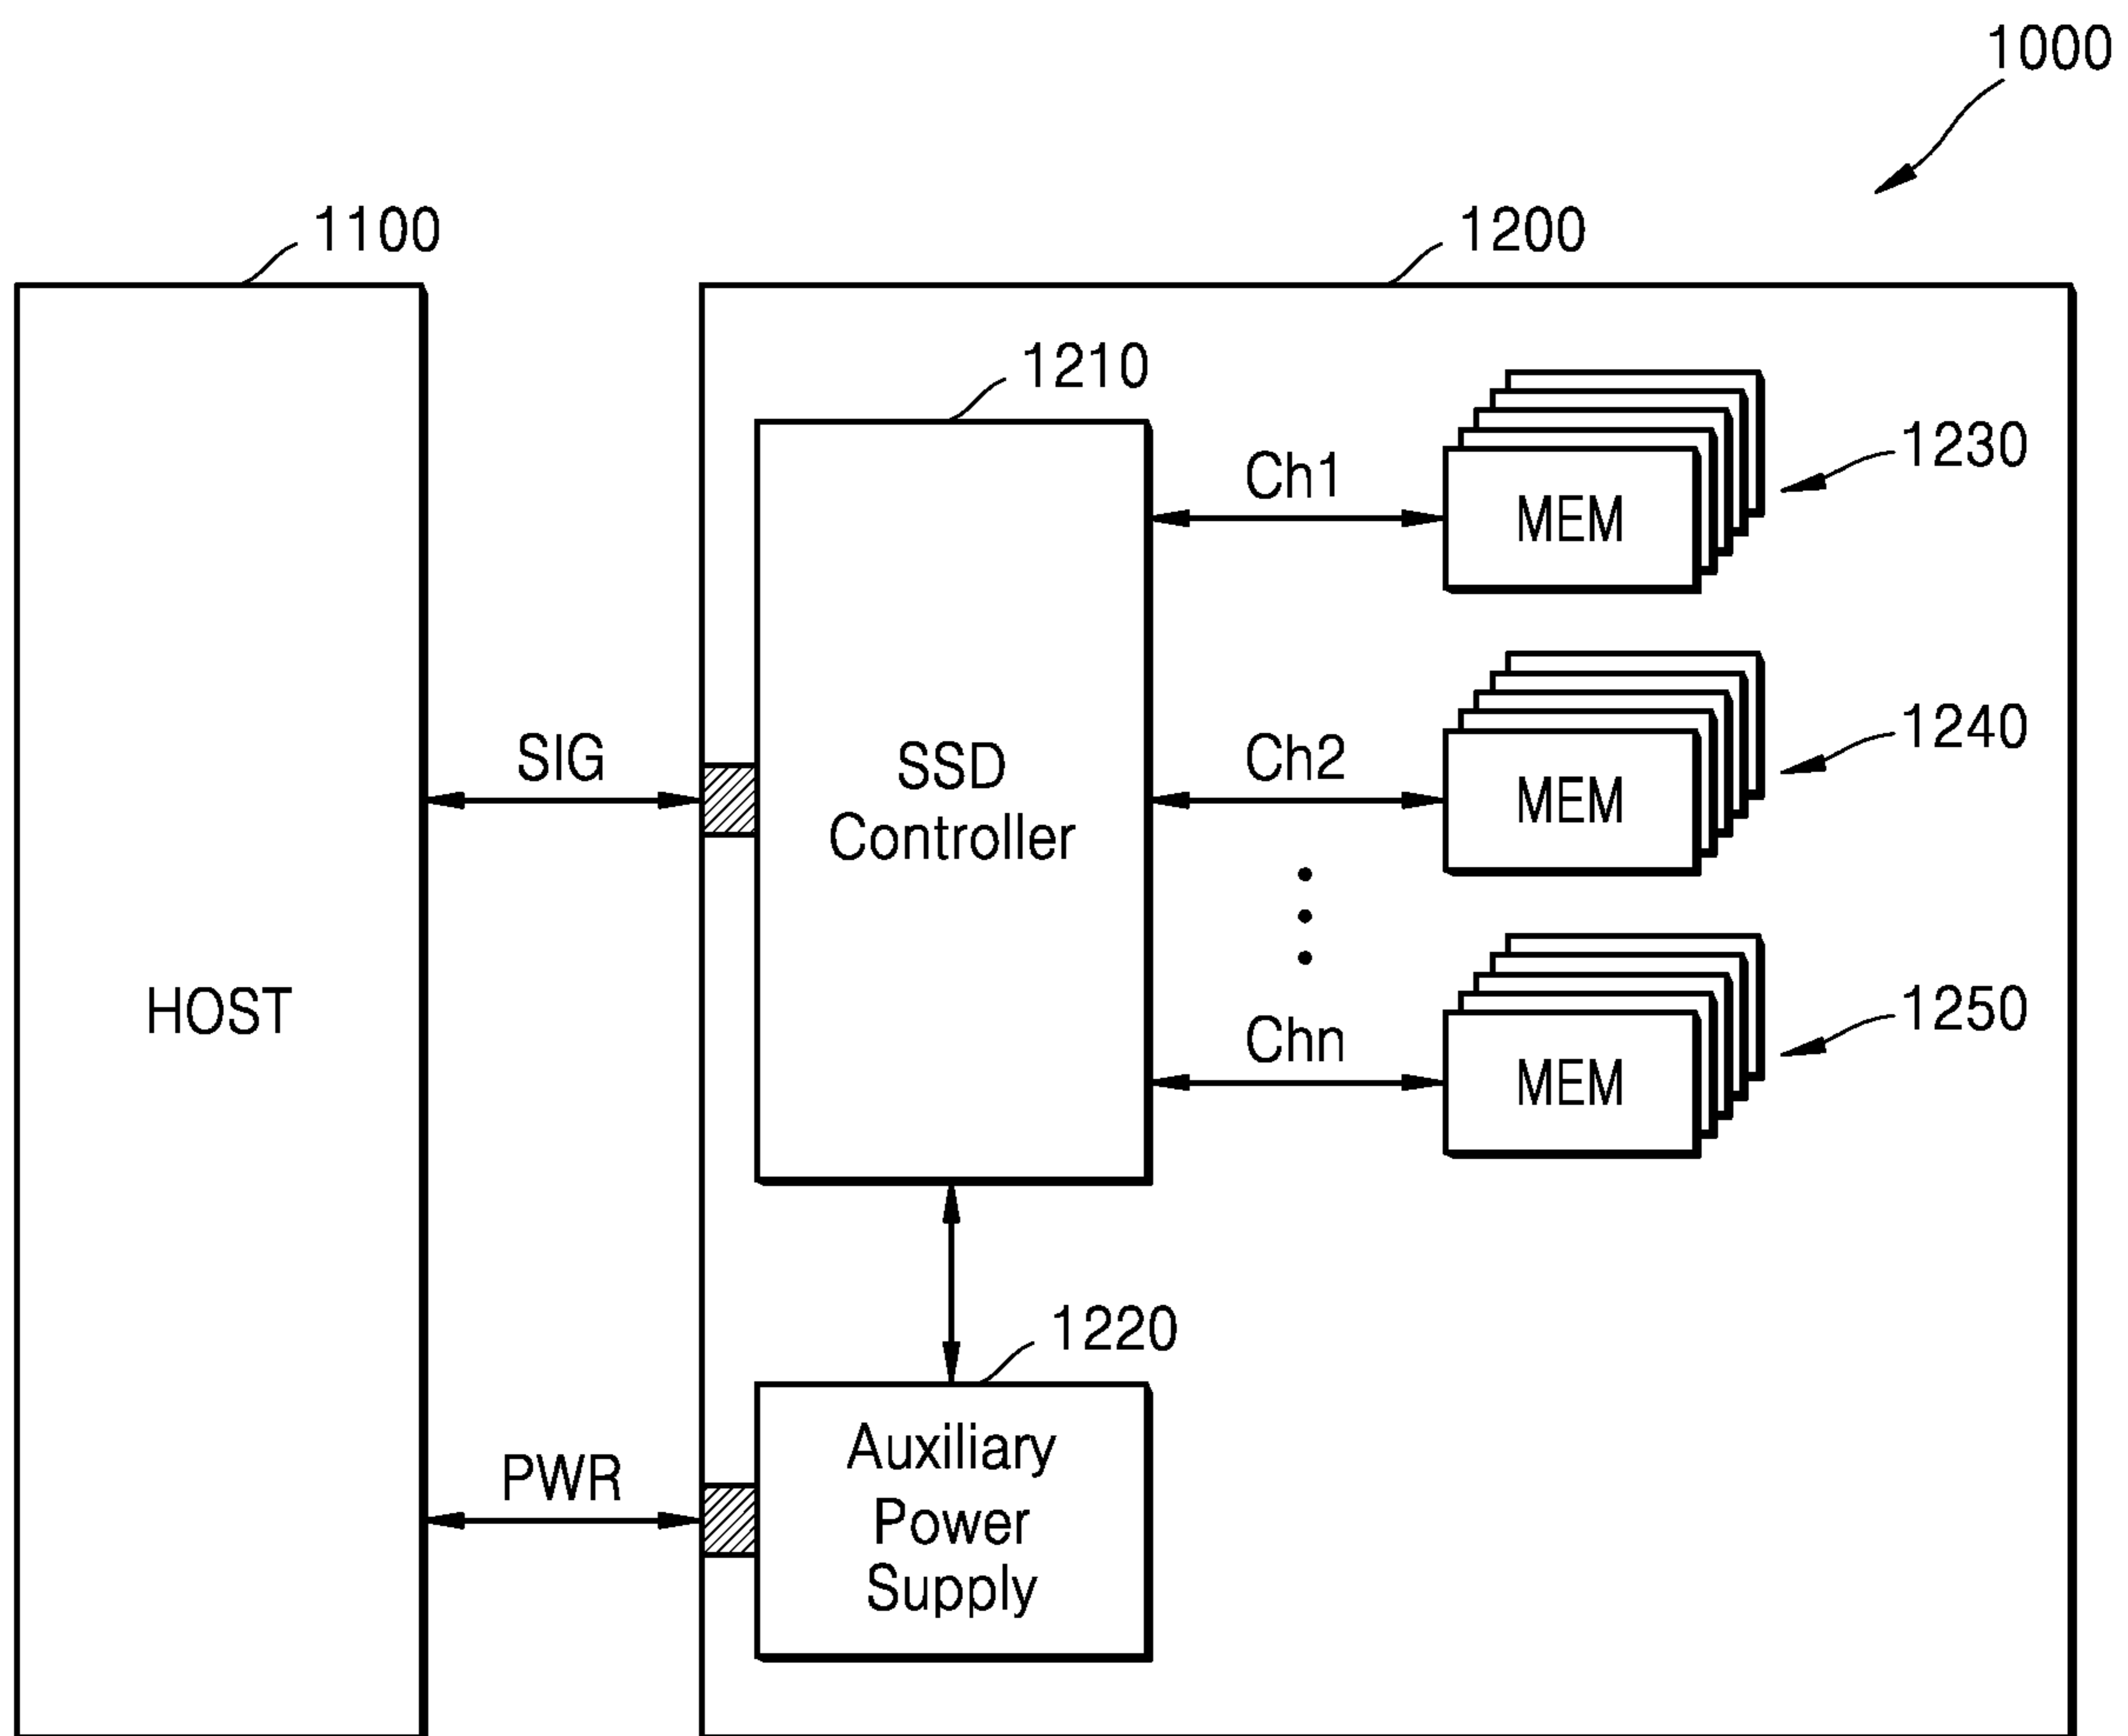 1000
1100
1200
1210
Ch1
MEM
1230
SIG
SSD
Controller
Ch2
MEM
1240
HOST
Chn
MEM
1250
1220
PWR
Auxiliary
Power
Supply